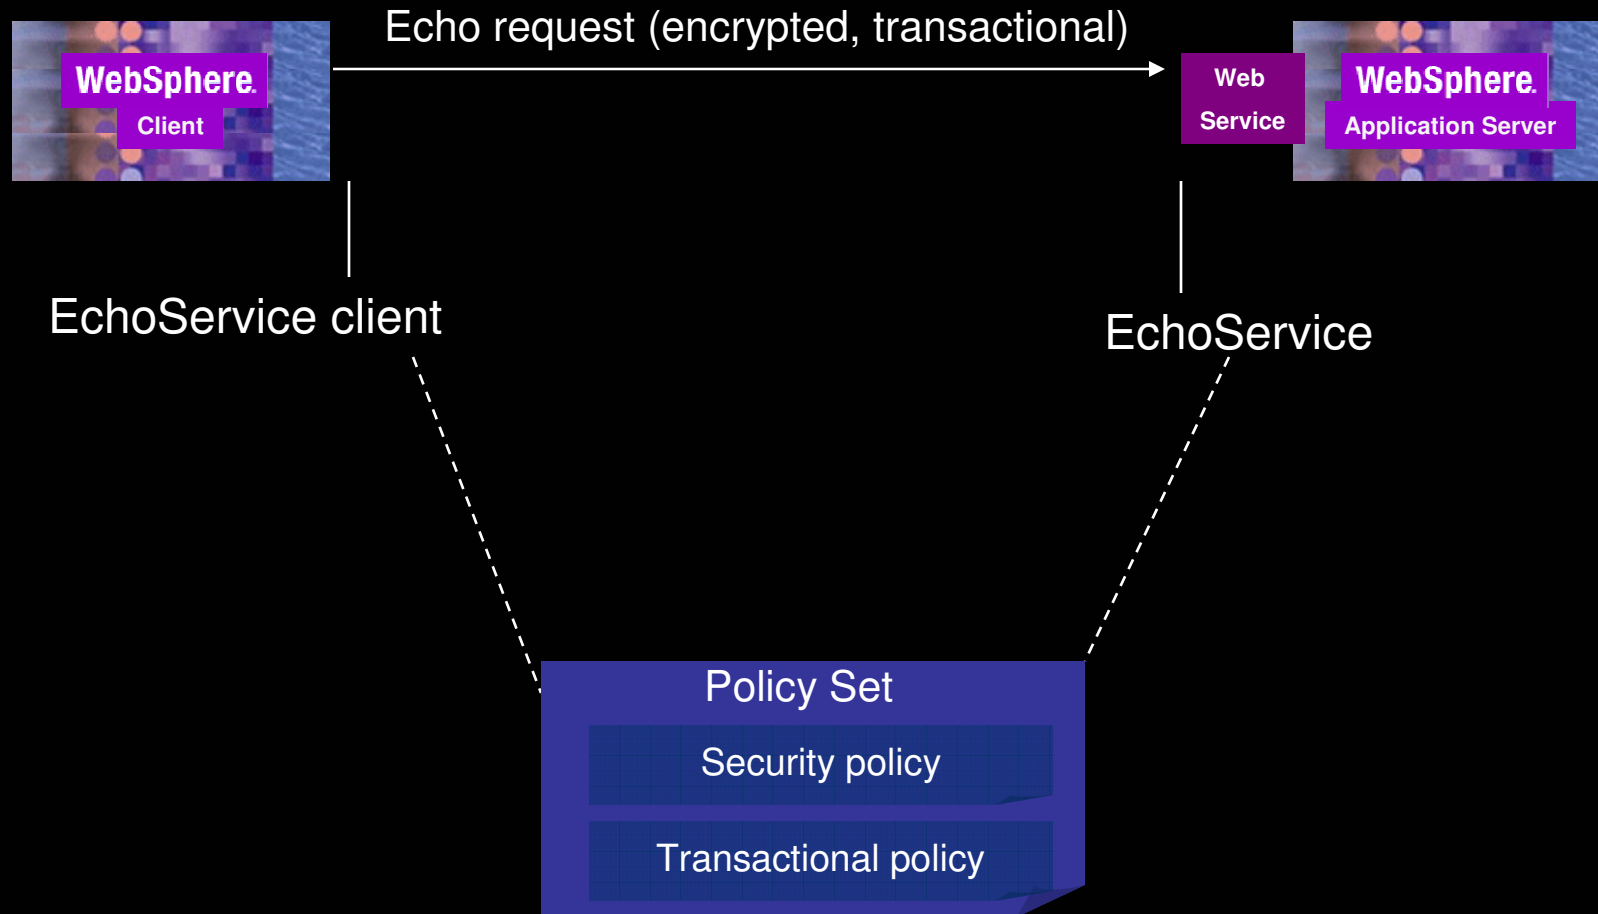 Echo request (encrypted, transactional)
WebSphere.
Client
Web
Service
WebSphere.
Application Server
EchoService client
EchoService
Policy Set
Security policy
Transactional policy